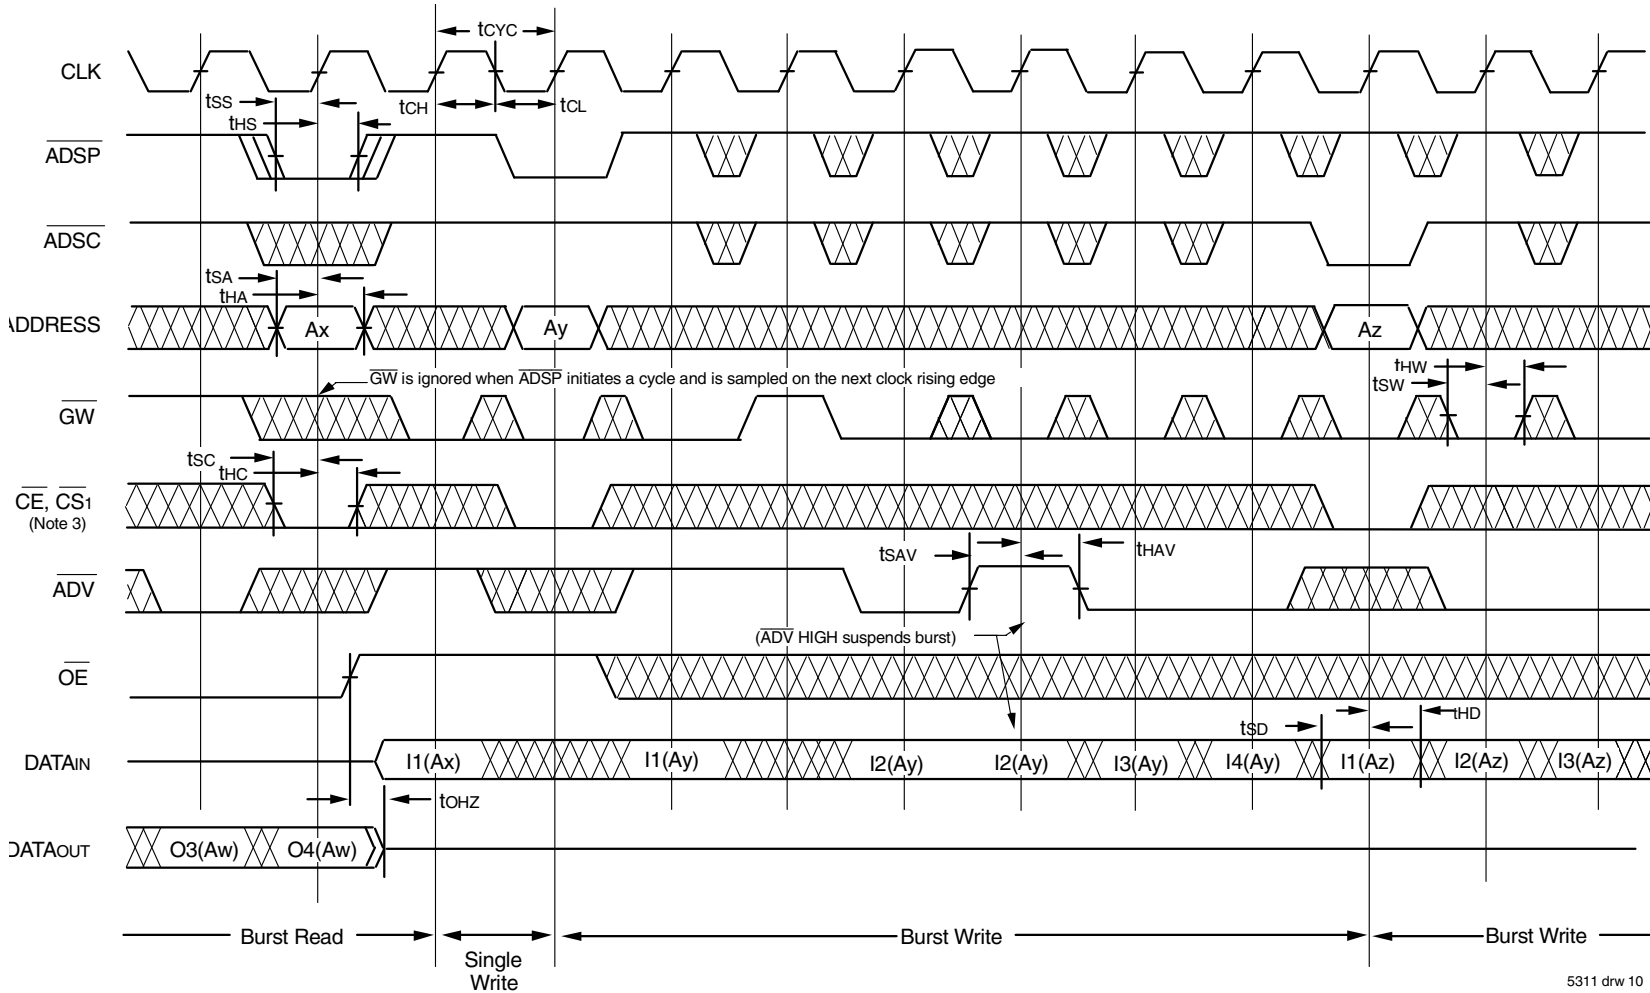 tCYC
CLK
tSS
tCH
tCL
tHS
ADSP
ADSC
tSA
tHA
ADDRESS
Ax
Ay
Az
GW is ignored when ADSP initiates a cycle and is sampled on the next clock rising edge
tHW
tSW
GW
tSC
tHC
CE, CS1
(Note 3)
tSAV
tHAV
ADV
(ADV HIGH suspends burst)
OE
tSD
tHD
DATAIN
I1(Ax)
I1(Ay)
I2(Ay)
I2(Ay)
I3(Ay)
I4(Ay)
I1(Az)
I2(Az)
I3(Az)
tOHZ
DATAOUT
O3(Aw)
O4(Aw)
Burst Read
Single
Write
Burst Write
Burst Write
5311 drw 10